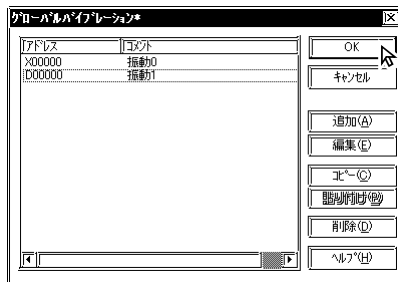 ｸﾞﾛｰﾊﾞﾙﾊﾞｲﾌﾞﾚｰｼｮﾝ*
ｱﾄﾞﾚｽ ｺﾒﾝﾄ
X00000 振動0
D00000 振動1
OK
ｷｬﾝｾﾙ
追加(A)
編集(E)
ｺﾋﾟｰ(C)
貼り付け(P)
削除(D)
ﾍﾙﾌﾟ(H)